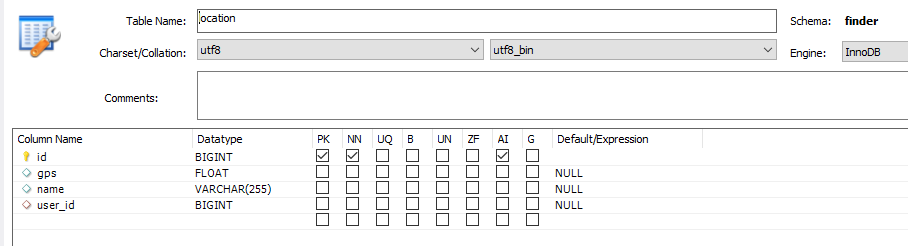 Table Name: location Schema: finder
Charset/Collation: utf8 utf8_bin Engine: InnoDB
Comments:
Column Name Datatype PK NN UQ B UN ZF AI G Default/Expression
id BIGINT
gps FLOAT NULL
name VARCHAR(255) NULL
user_id BIGINT NULL